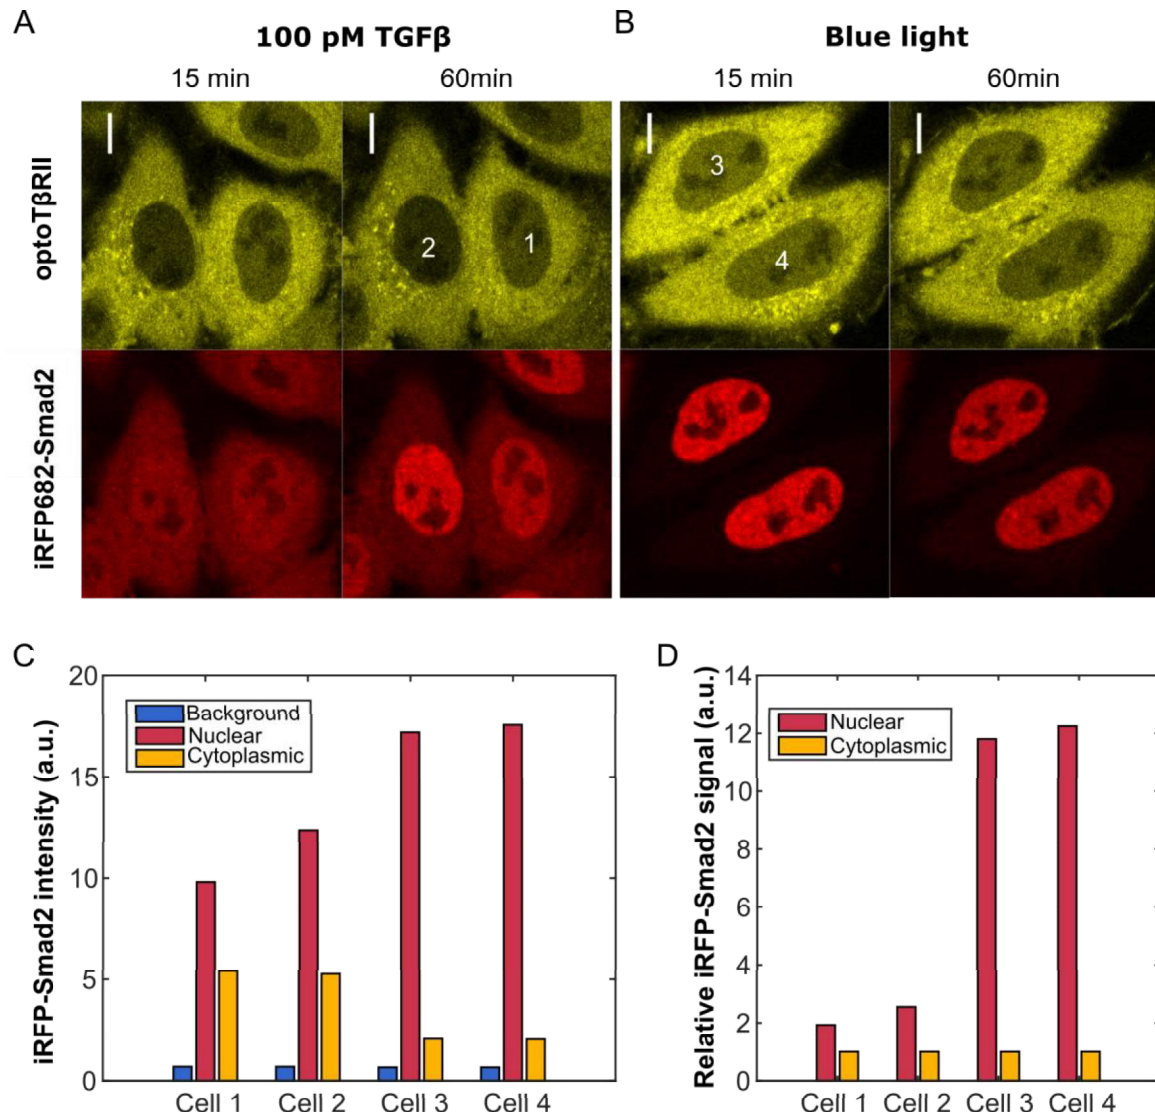 A
100 pM TGFβ
B
Blue light
15 min
60min
15 min
60min
optoTβRII
2
1
3
4
iRFP682-Smad2
C
iRFP-Smad2 intensity (a.u.)
20
15
10
5
0
Background
Nuclear
Cytoplasmic
Cell 1
Cell 2
Cell 3
Cell 4
D
Relative iRFP-Smad2 signal (a.u.)
14
12
10
8
6
4
2
0
Nuclear
Cytoplasmic
Cell 1
Cell 2
Cell 3
Cell 4